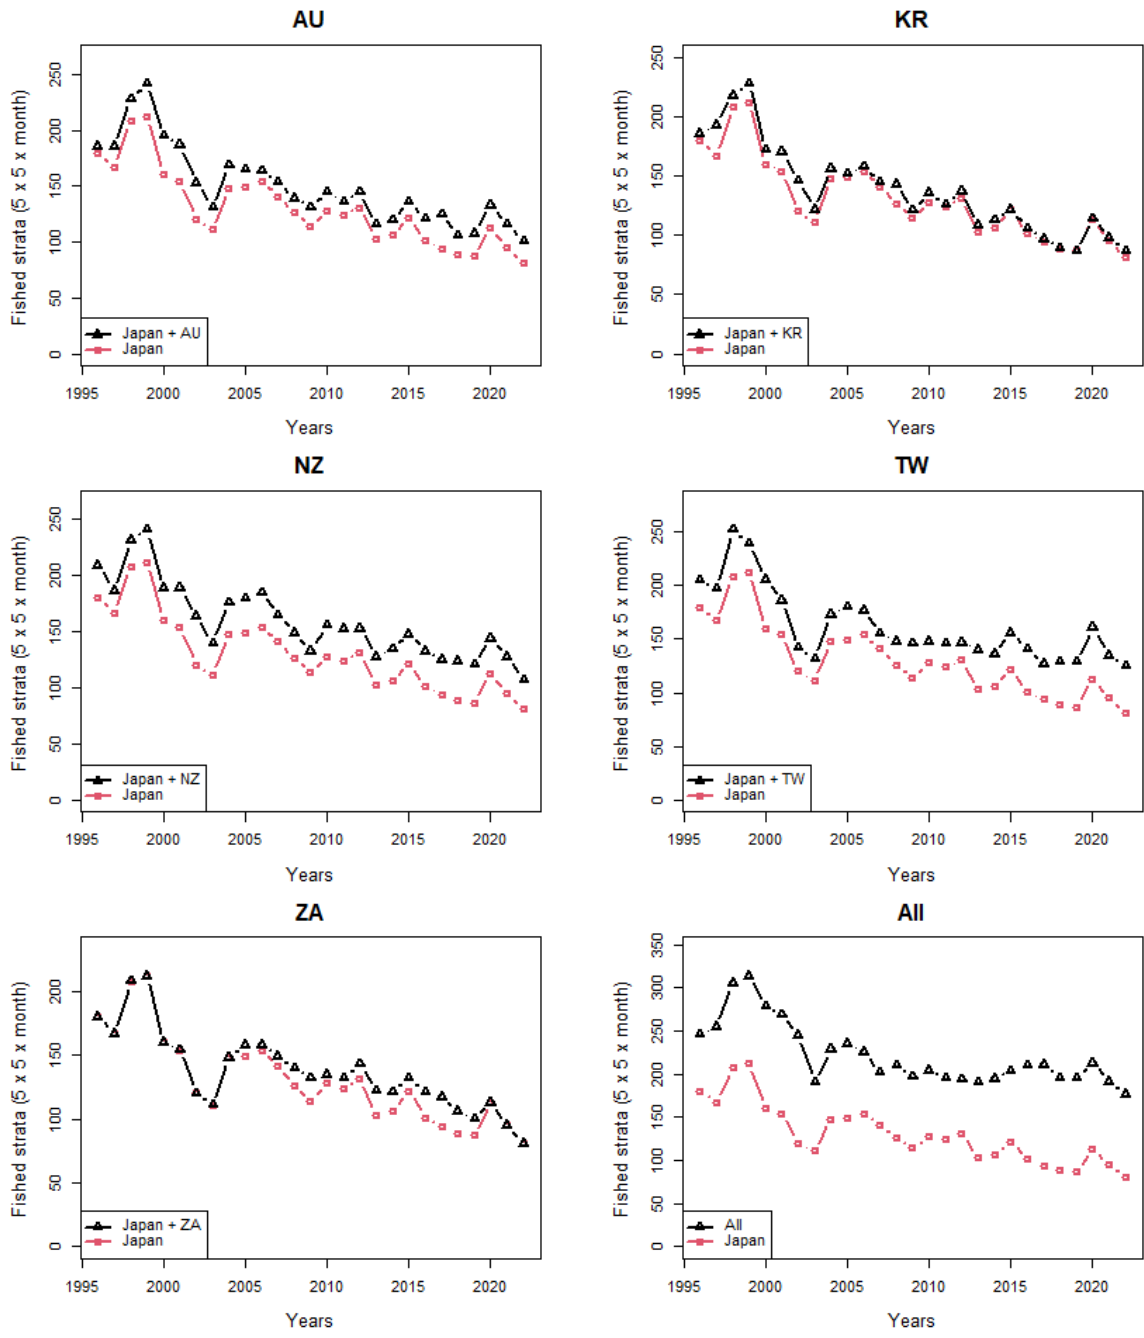 AU
Fished strata (5 x 5 x month)
250
200
150
100
50
0
Japan + AU
Japan
1995 2000 2005 2010 2015 2020
Years
KR
Fished strata (5 x 5 x month)
250
200
150
100
50
0
Japan + KR
Japan
1995 2000 2005 2010 2015 2020
Years
NZ
Fished strata (5 x 5 x month)
250
200
150
100
50
0
Japan + NZ
Japan
1995 2000 2005 2010 2015 2020
Years
TW
Fished strata (5 x 5 x month)
250
200
150
100
50
0
Japan + TW
Japan
1995 2000 2005 2010 2015 2020
Years
ZA
Fished strata (5 x 5 x month)
200
150
100
50
0
Japan + ZA
Japan
1995 2000 2005 2010 2015 2020
Years
All
Fished strata (5 x 5 x month)
350
300
250
200
150
100
50
0
All
Japan
1995 2000 2005 2010 2015 2020
Years